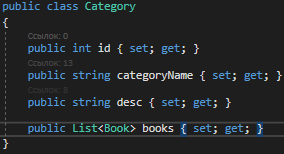 public class Category
{
Ссылок: 0
public int id { set; get; }
Ссылок: 13
public string categoryName { set; get; }
Ссылок: 8
public string desc { set; get; }
public List<Book> books { set; get; }
}